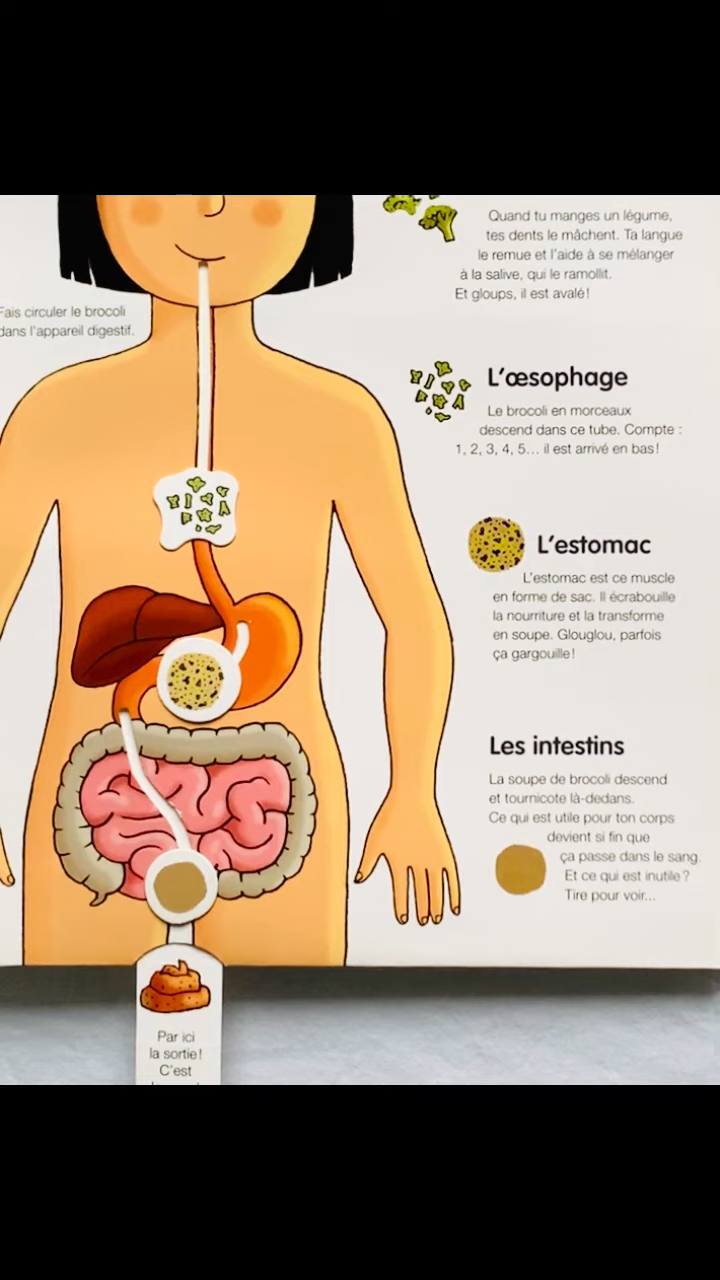 Quand tu manges un légume,
tes dents le mâchent. Ta langue
le remue et l'aide à se mélanger
à la salive, qui le ramollit.
Et gloups, il est avalé !
Fais circuler le brocoli
dans l'appareil digestif.
L'œsophage
Le brocoli en morceaux
descend dans ce tube. Compte :
1, 2, 3, 4, 5... il est arrivé en bas !
L'estomac
L'estomac est ce muscle
en forme de sac. Il écrabouille
la nourriture et la transforme
en soupe. Glouglou, parfois
ça gargouille !
Les intestins
La soupe de brocoli descend
et tournicote là-dedans.
Ce qui est utile pour ton corps
devient si fin que
ça passe dans le sang.
Et ce qui est inutile ?
Tire pour voir...
Par ici
la sortie !
C'est